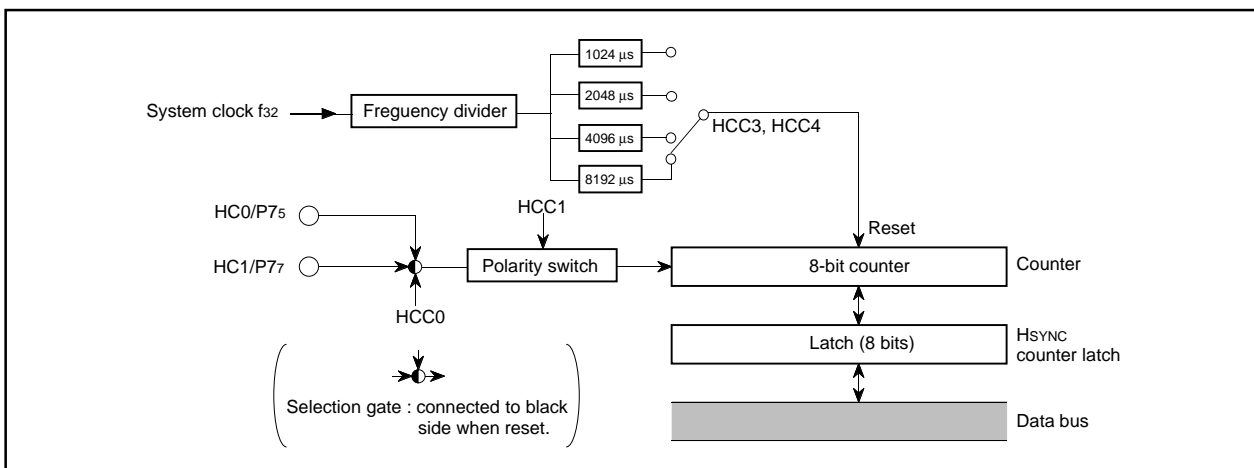 1024 µs
2048 µs
System clock f32
Freguency divider
HCC3, HCC4
4096 µs
8192 µs
HCC1
HC0/P75
Reset
HC1/P77
Polarity switch
8-bit counter
Counter
HCC0
Latch (8 bits)
HSYNC
counter latch
Selection gate : connected to black
side when reset.
Data bus